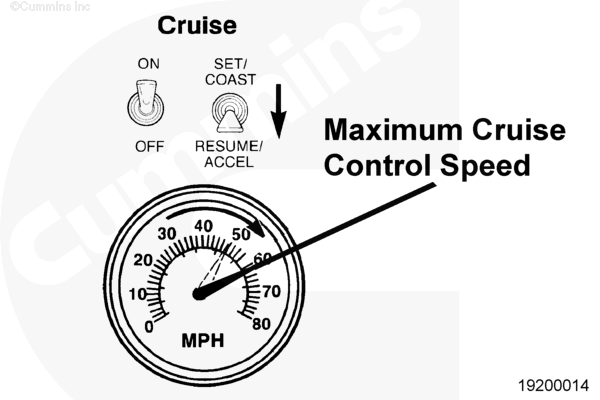 ©Cummins Inc
Cummins
Cruise
ON
SET/
COAST
OFF
RESUME/
ACCEL
Maximum Cruise
Control Speed
0
10
20
30
40
50
60
70
80
MPH
19200014